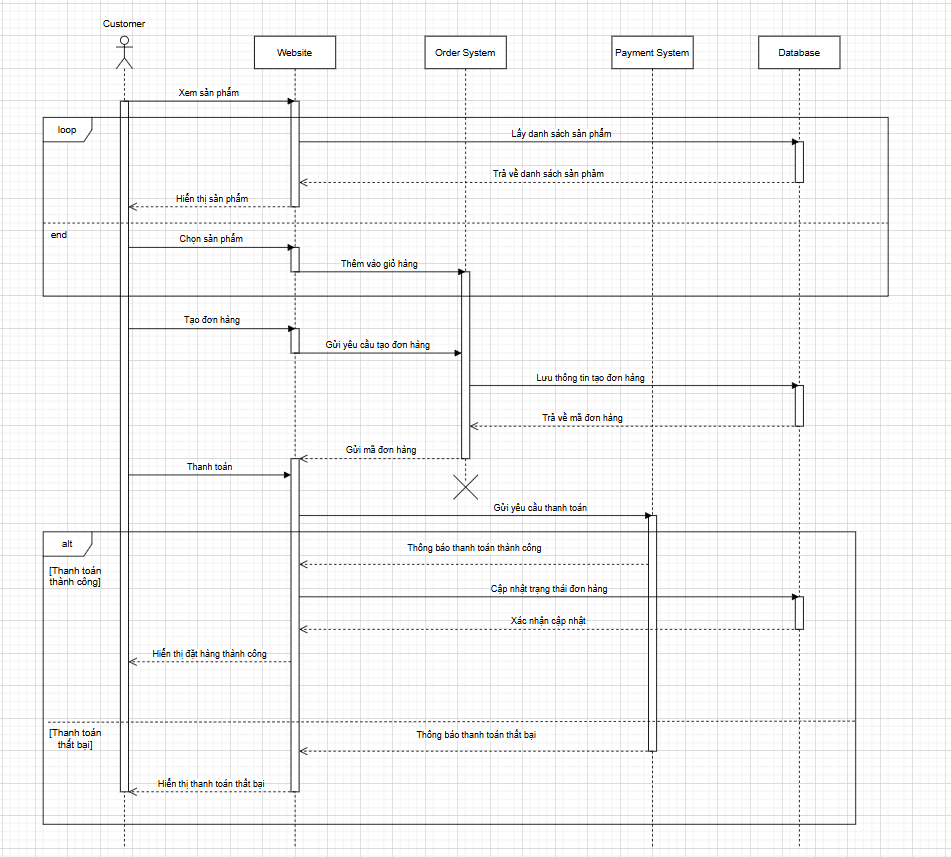 Customer
Website
Order System
Payment System
Database
Xem sản phẩm
loop
Lấy danh sách sản phẩm
Trả về danh sách sản phẩm
Hiển thị sản phẩm
end
Chọn sản phẩm
Thêm vào giỏ hàng
Tạo đơn hàng
Gửi yêu cầu tạo đơn hàng
Lưu thông tin tạo đơn hàng
Trả về mã đơn hàng
Gửi mã đơn hàng
Thanh toán
Gửi yêu cầu thanh toán
alt
Thông báo thanh toán thành công
[Thanh toán
thành công]
Cập nhật trạng thái đơn hàng
Xác nhận cập nhật
Hiển thị đặt hàng thành công
[Thanh toán
thất bại]
Thông báo thanh toán thất bại
Hiển thị thanh toán thất bại